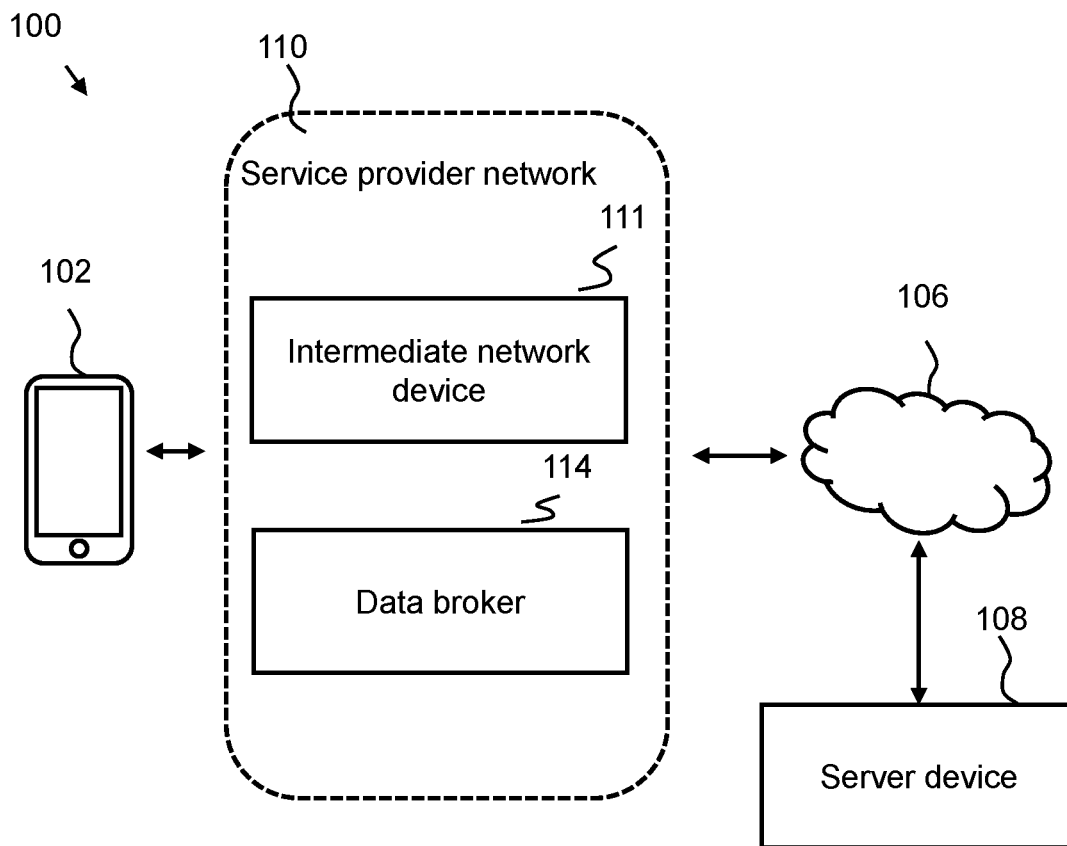 100
110
Service provider network
111
102
Intermediate network
device
106
114
Data broker
108
Server device